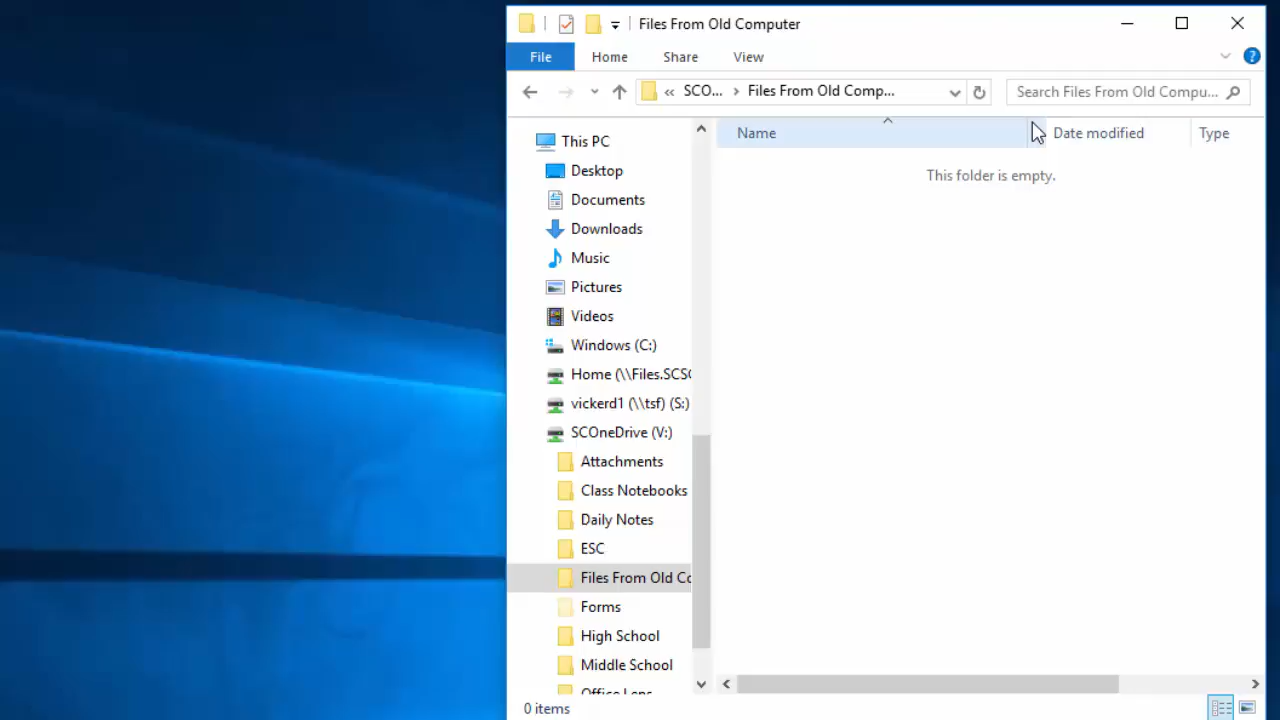 Files From Old Computer
File Home Share View
« SCO... > Files From Old Comp...
Search Files From Old Compu...
Name Date modified Type
This folder is empty.
This PC
Desktop
Documents
Downloads
Music
Pictures
Videos
Windows (C:)
Home (\\Files.SCSC
vickerd1 (\\tsf) (S:)
SCOneDrive (V:)
Attachments
Class Notebooks
Daily Notes
ESC
Files From Old Co
Forms
High School
Middle School
Office Lens
0 items